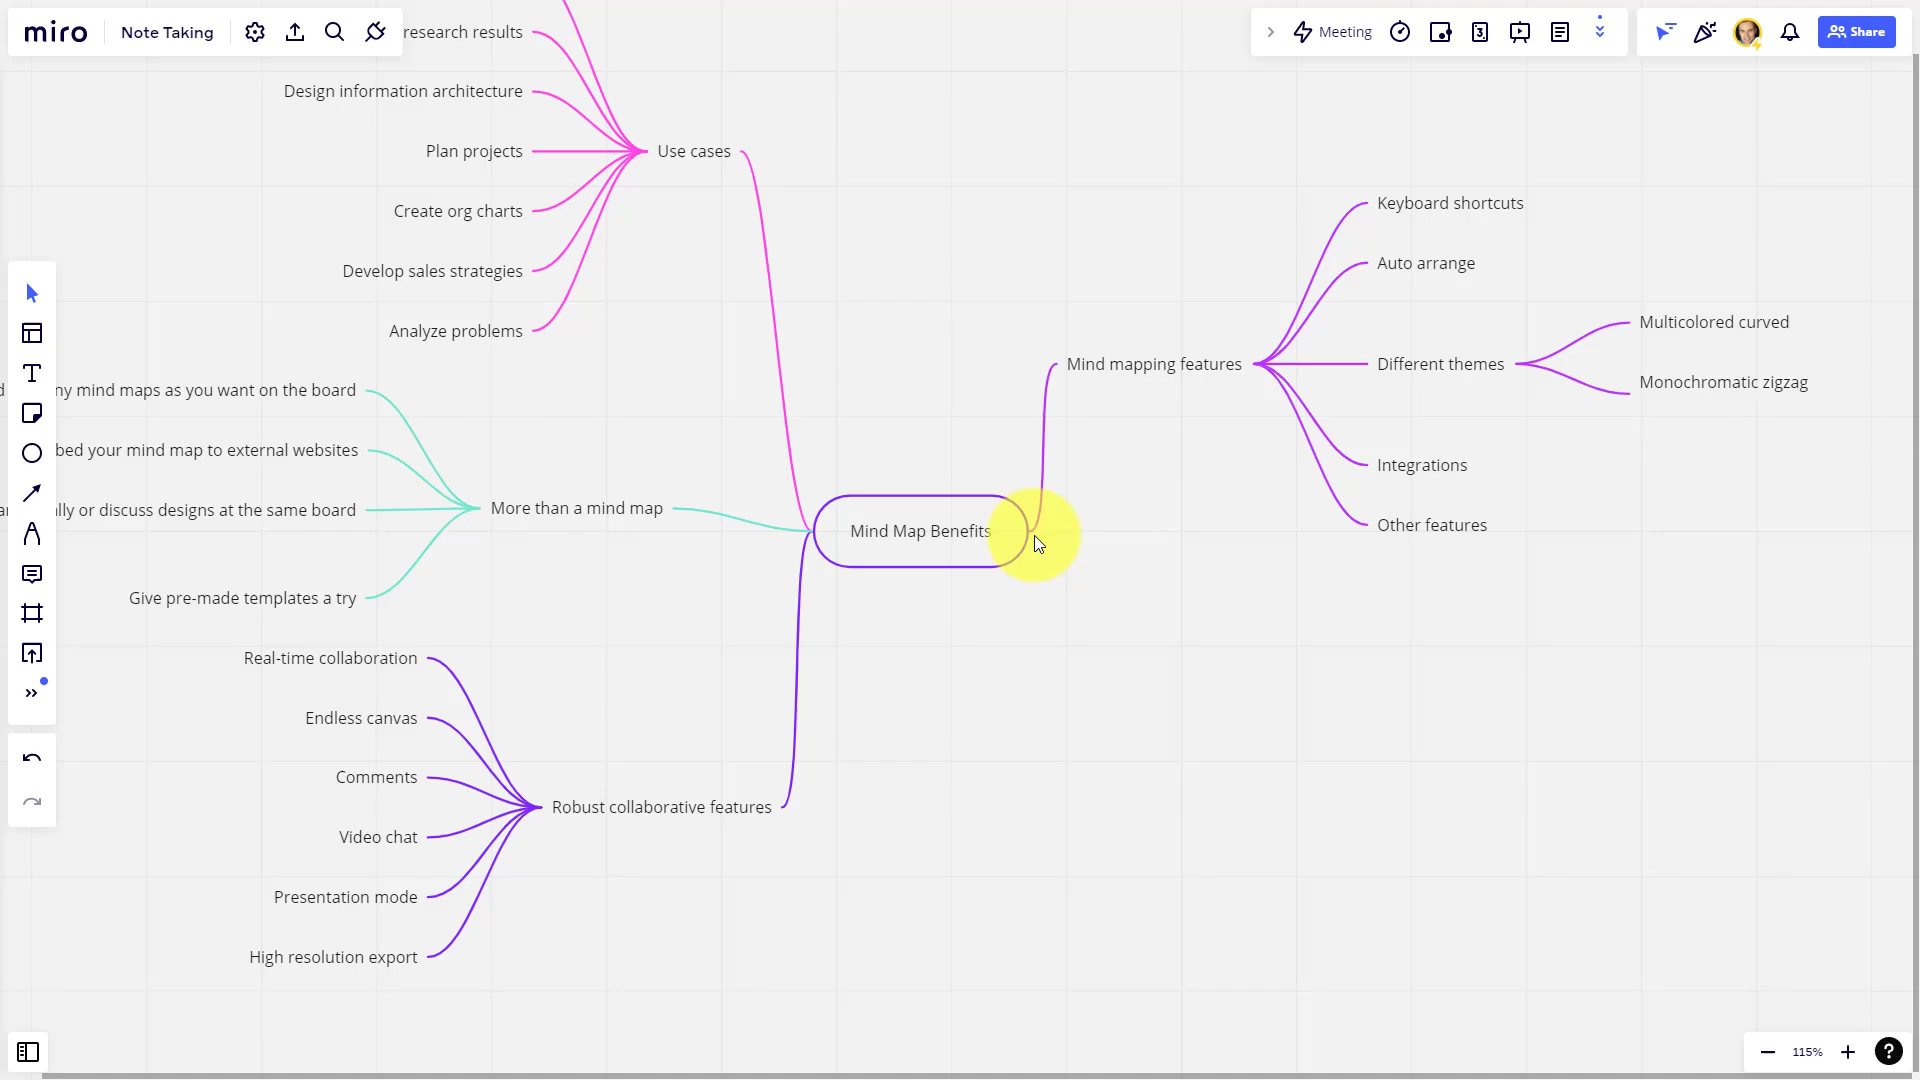 miro
Note Taking
Meeting
3
Share
research results
Design information architecture
Plan projects
Create org charts
Develop sales strategies
Analyze problems
Use cases
mind maps as you want on the board
your mind map to external websites
or discuss designs at the same board
Give pre-made templates a try
More than a mind map
Real-time collaboration
Endless canvas
Comments
Video chat
Presentation mode
High resolution export
Robust collaborative features
Mind Map Benefits
Mind mapping features
Keyboard shortcuts
Auto arrange
Different themes
Integrations
Other features
Multicolored curved
Monochromatic zigzag
115%
?